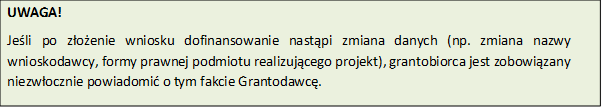 UWAGA!
Jeśli po złożenie wniosku dofinansowanie nastąpi zmiana danych (np. zmiana nazwy
wnioskodawcy, formy prawnej podmiotu realizującego projekt), grantobiorca jest zobowiązany
niezwłocznie powiadomić o tym fakcie Grantodawcę.